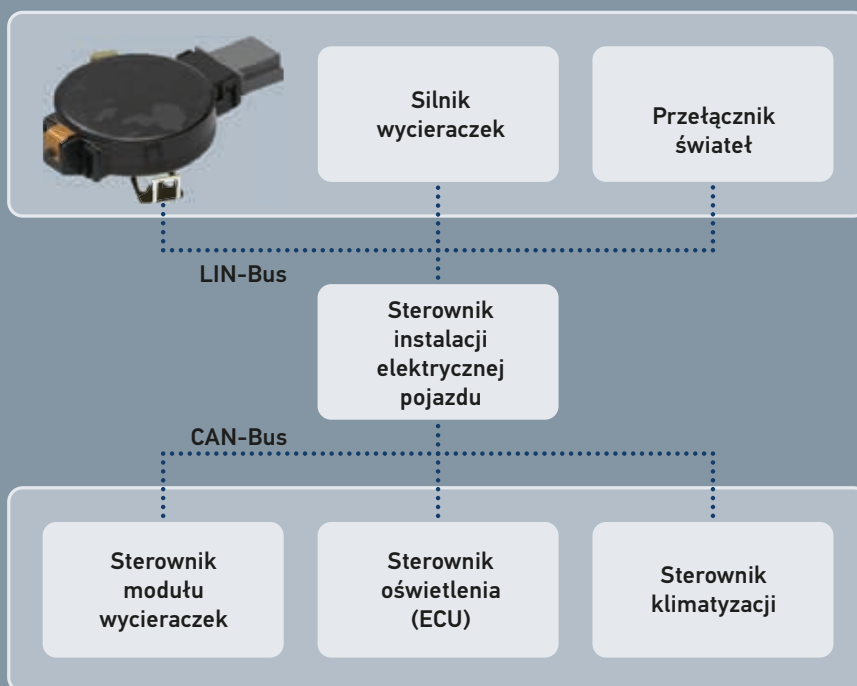 Silnik
wycieraczek
Przełącznik
świateł
LIN-Bus
Sterownik
instalacji
elektrycznej
pojazdu
CAN-Bus
Sterownik
modułu
wycieraczek
Sterownik
oświetlenia
(ECU)
Sterownik
klimatyzacji